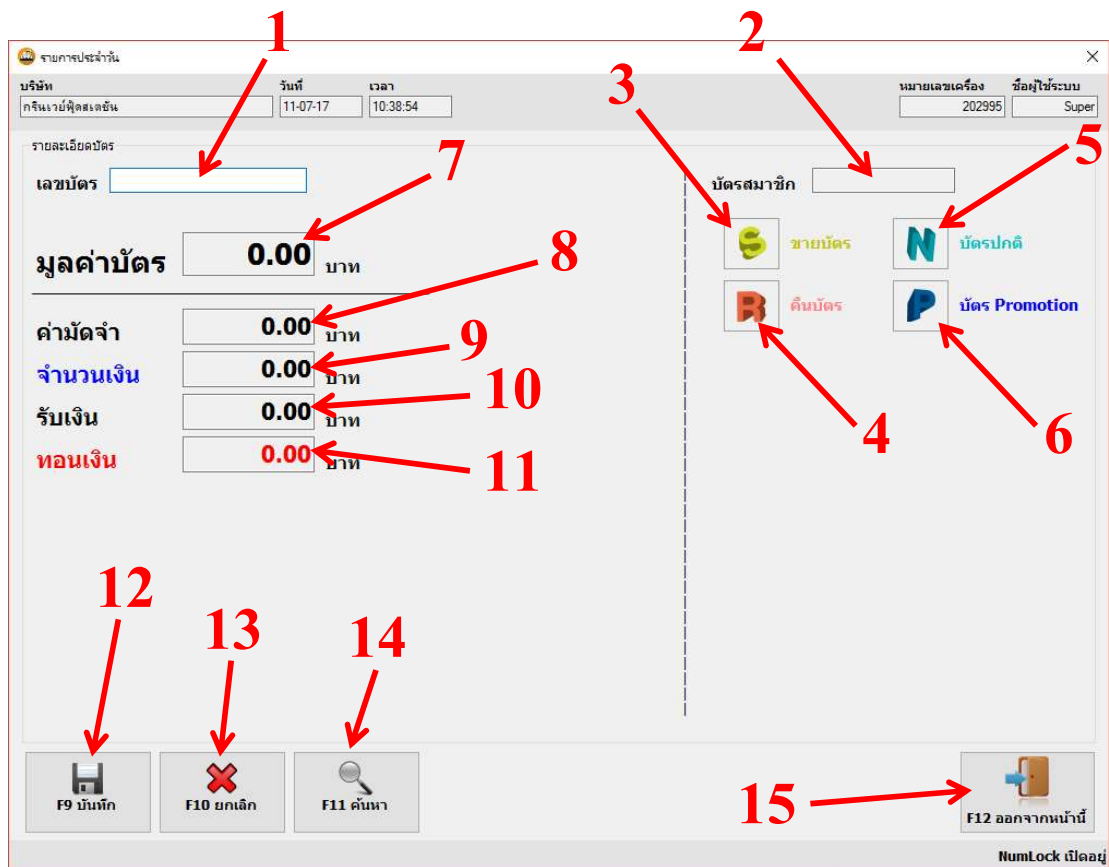 1
2
รายการประจำวัน
บริษัท วันที่ เวลา หมายเลขเครื่อง ชื่อผู้ใช้ระบบ
กรีนเวย์ฟู้ดสเตชั่น 11-07-17 10:38:54 202995 Super
3
รายละเอียดบัตร
7
5
เลขบัตร บัตรสมาชิก
มูลค่าบัตร 0.00 บาท
8
S ขายบัตร N บัตรปกติ
R คืนบัตร P บัตร Promotion
ค่ามัดจำ 0.00 บาท
9
จำนวนเงิน 0.00 บาท
10
รับเงิน 0.00 บาท
4
6
ทอนเงิน 0.00 บาท
11
12
13
14
15
F9 บันทึก F10 ยกเลิก F11 ค้นหา F12 ออกจากหน้านี้
NumLock เปิดอยู่